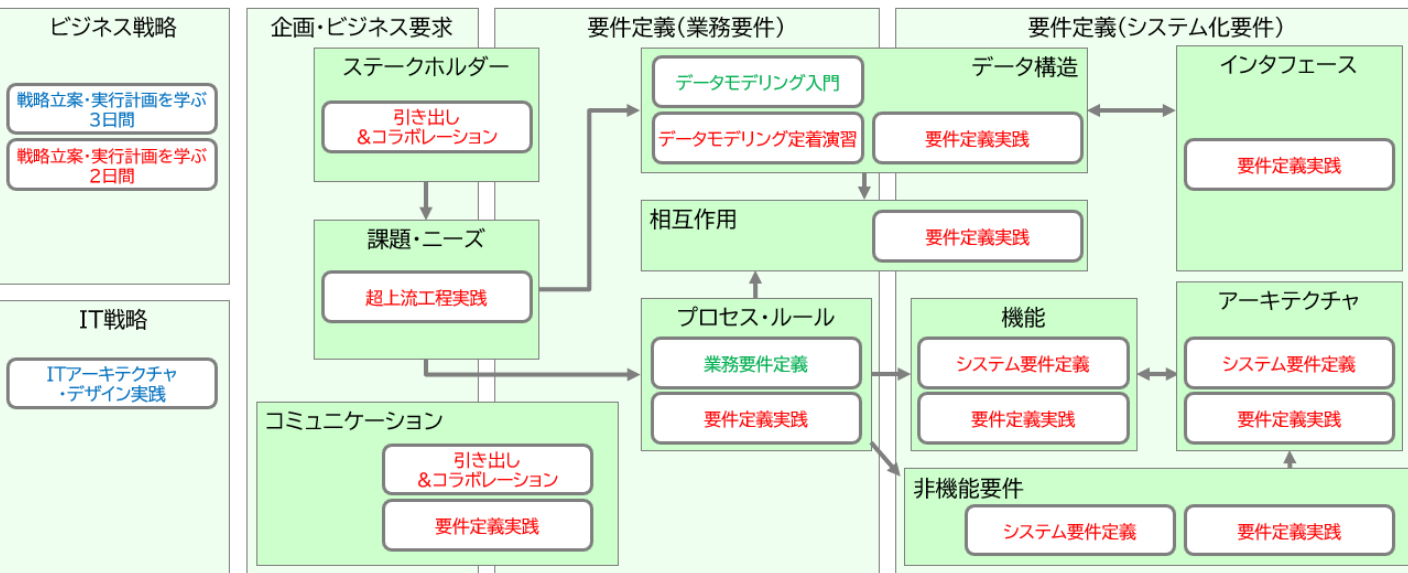 ビジネス戦略
戦略立案・実行計画を学ぶ
3日間
戦略立案・実行計画を学ぶ
2日間
IT戦略
ITアーキテクチャ
・デザイン実践
企画・ビジネス要求
ステークホルダー
引き出し
&コラボレーション
課題・ニーズ
超上流工程実践
コミュニケーション
引き出し
&コラボレーション
要件定義実践
要件定義(業務要件)
データ構造
データモデリング入門
データモデリング定着演習
要件定義実践
相互作用
要件定義実践
プロセス・ルール
業務要件定義
要件定義実践
要件定義(システム化要件)
インタフェース
要件定義実践
機能
システム要件定義
要件定義実践
アーキテクチャ
システム要件定義
要件定義実践
非機能要件
システム要件定義
要件定義実践